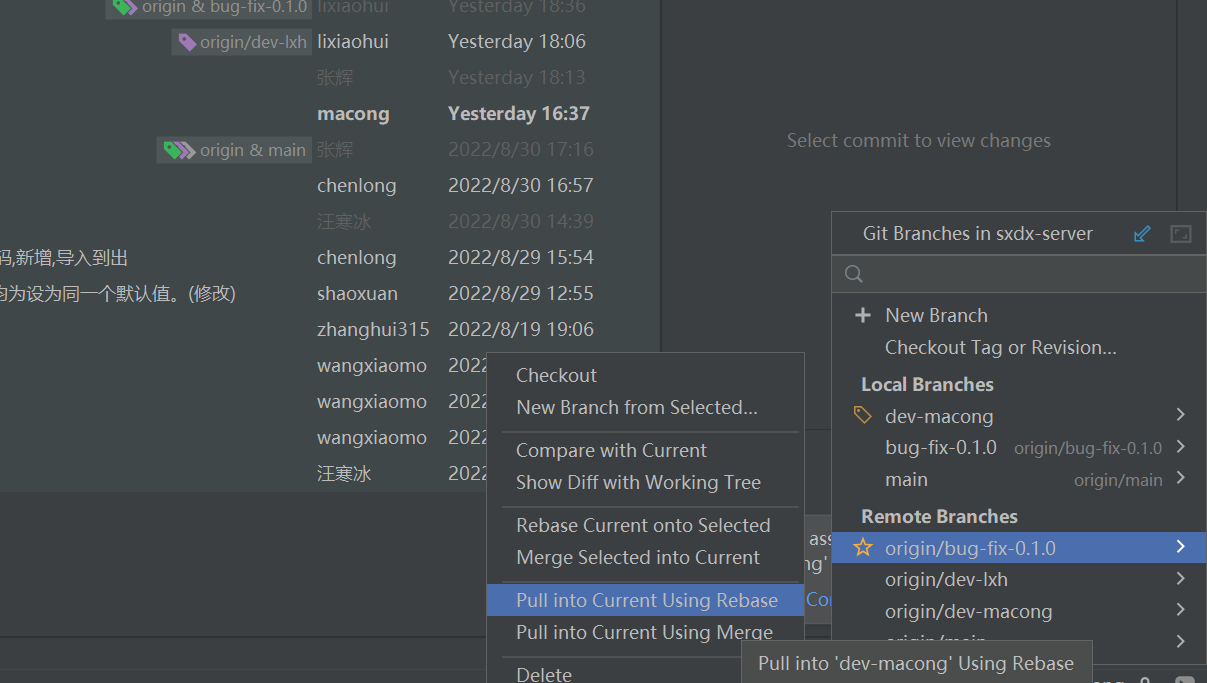 origin & bug-fix-0.1.0 lixiaohui Yesterday 18:36
origin/dev-lxh lixiaohui Yesterday 18:06
张辉 Yesterday 18:13
macong Yesterday 16:37
origin & main 张辉 2022/8/30 17:16
chenlong 2022/8/30 16:57
汪寒冰 2022/8/30 14:39
码,新增,导入到出 chenlong 2022/8/29 15:54
均为设为同一个默认值。(修改) shaoxuan 2022/8/29 12:55
zhanghui315 2022/8/19 19:06
wangxiaomo 2022
wangxiaomo 2022
wangxiaomo 2022
汪寒冰 2022
Select commit to view changes
Checkout
New Branch from Selected...
Compare with Current
Show Diff with Working Tree
Rebase Current onto Selected
Merge Selected into Current
Pull into Current Using Rebase
Pull into Current Using Merge
Delete
Git Branches in sxdx-server
New Branch
Checkout Tag or Revision...
Local Branches
dev-macong
bug-fix-0.1.0 origin/bug-fix-0.1.0
main origin/main
Remote Branches
origin/bug-fix-0.1.0
origin/dev-lxh
origin/dev-macong
origin/main
Pull into 'dev-macong' Using Rebase